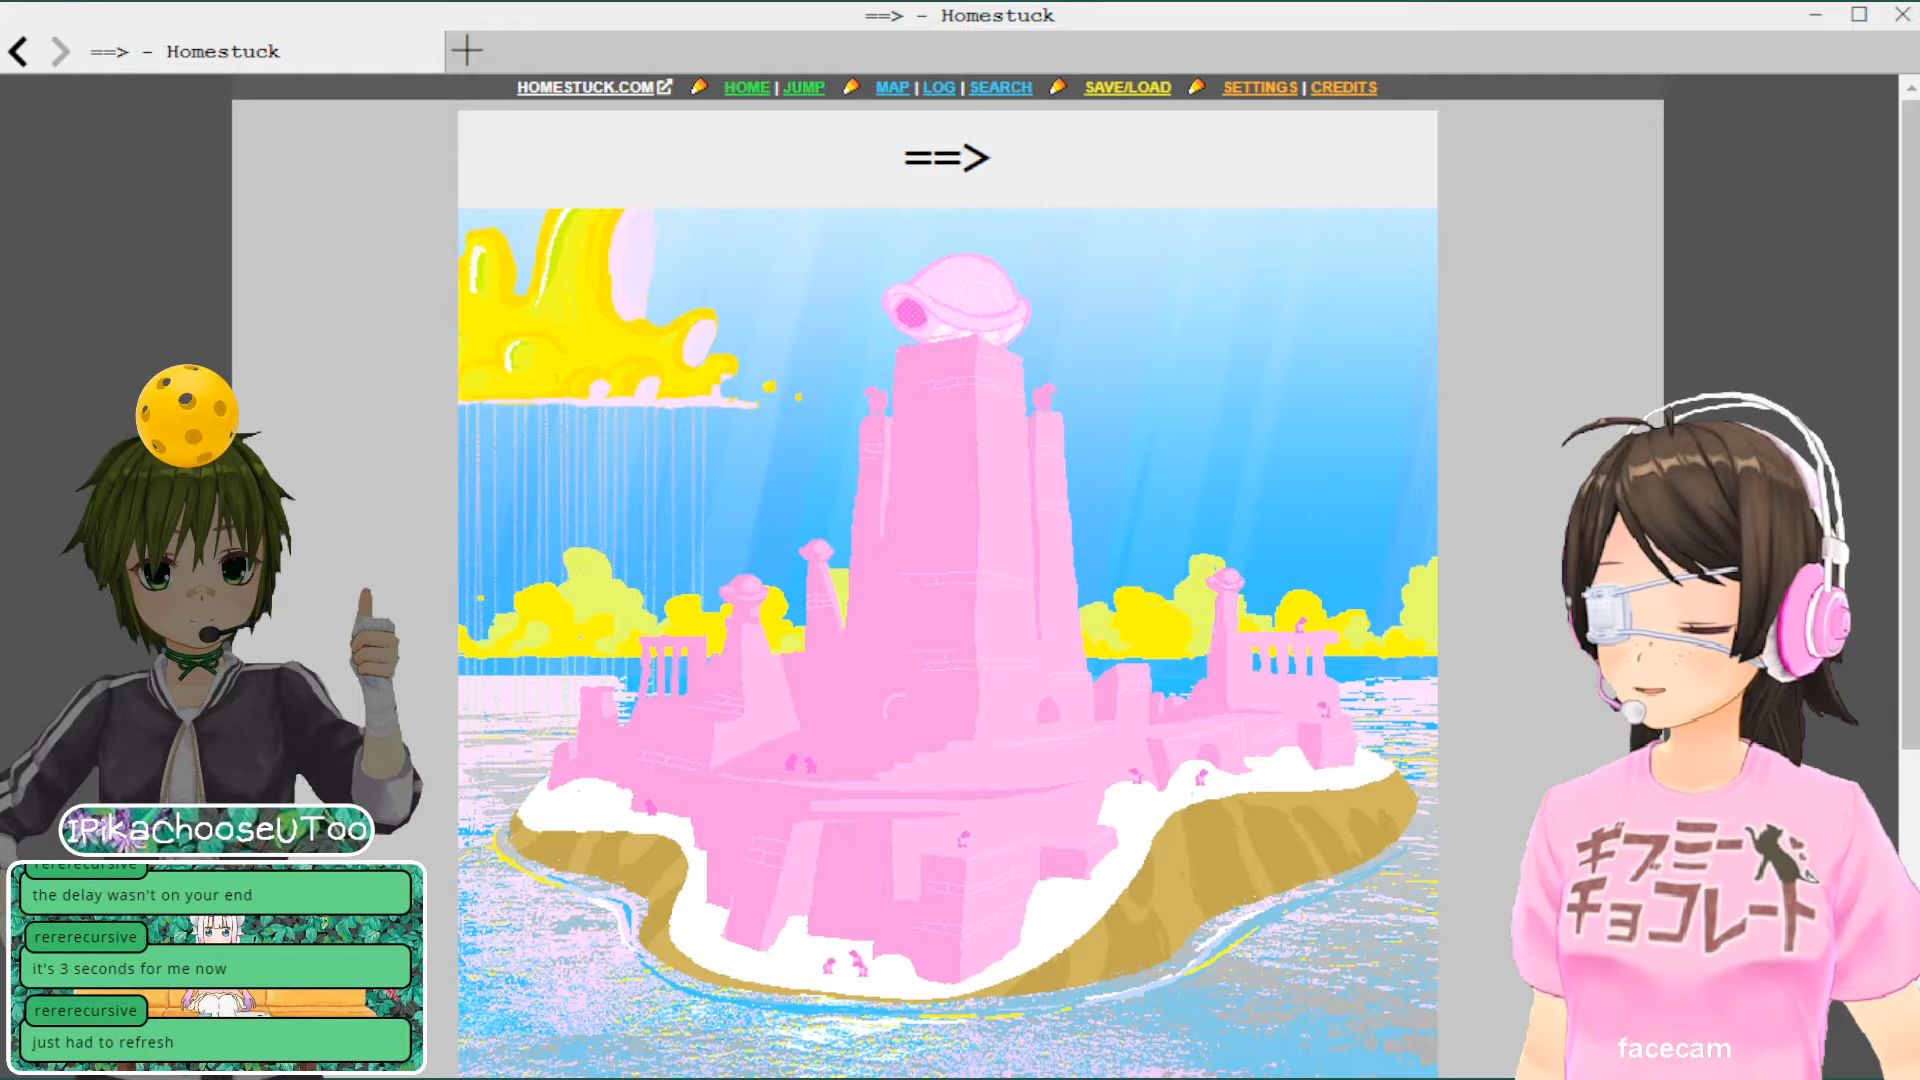 ==> - Homestuck
==> - Homestuck
HOMESTUCK.COM HOME | JUMP MAP | LOG | SEARCH SAVE/LOAD SETTINGS | CREDITS
==>
IPikachooseUToo
rererecursive
the delay wasn't on your end
rererecursive
it's 3 seconds for me now
rererecursive
just had to refresh
ギブミー
チョコレート
facecam